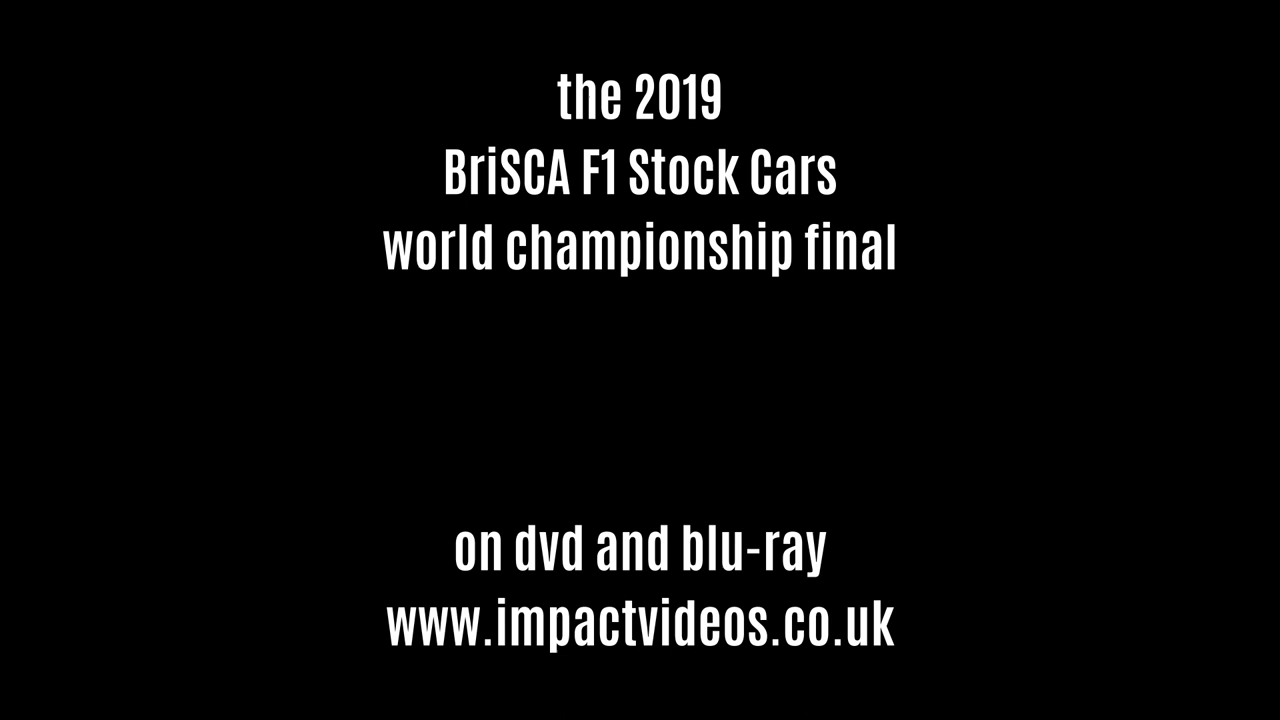 the 2019
BriSCA F1 Stock Cars
world championship final
on dvd and blu-ray
www.impactvideos.co.uk